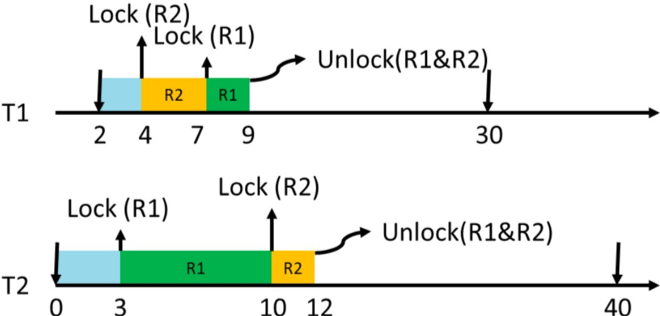 Lock (R2)
Lock (R1)
Unlock(R1&R2)
R2 R1
T1
2 4 7 9 30
Lock (R2)
Lock (R1)
Unlock(R1&R2)
R1 R2
T2
0 3 10 12 40